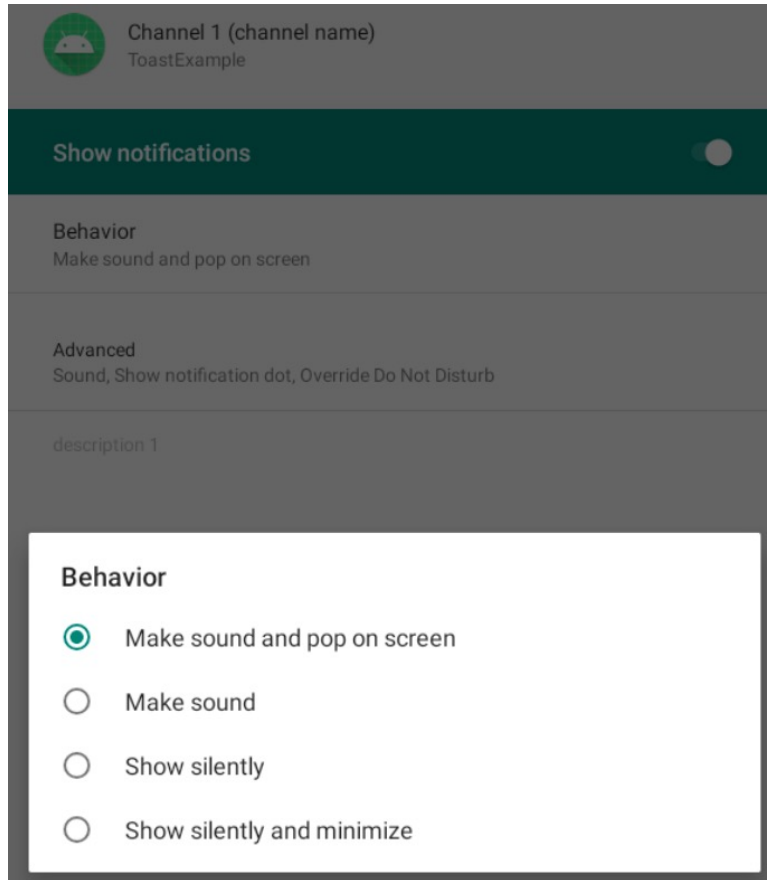 Channel 1 (channel name)
ToastExample
Show notifications
Behavior
Make sound and pop on screen
Advanced
Sound, Show notification dot, Override Do Not Disturb
description 1
Behavior
Make sound and pop on screen
Make sound
Show silently
Show silently and minimize